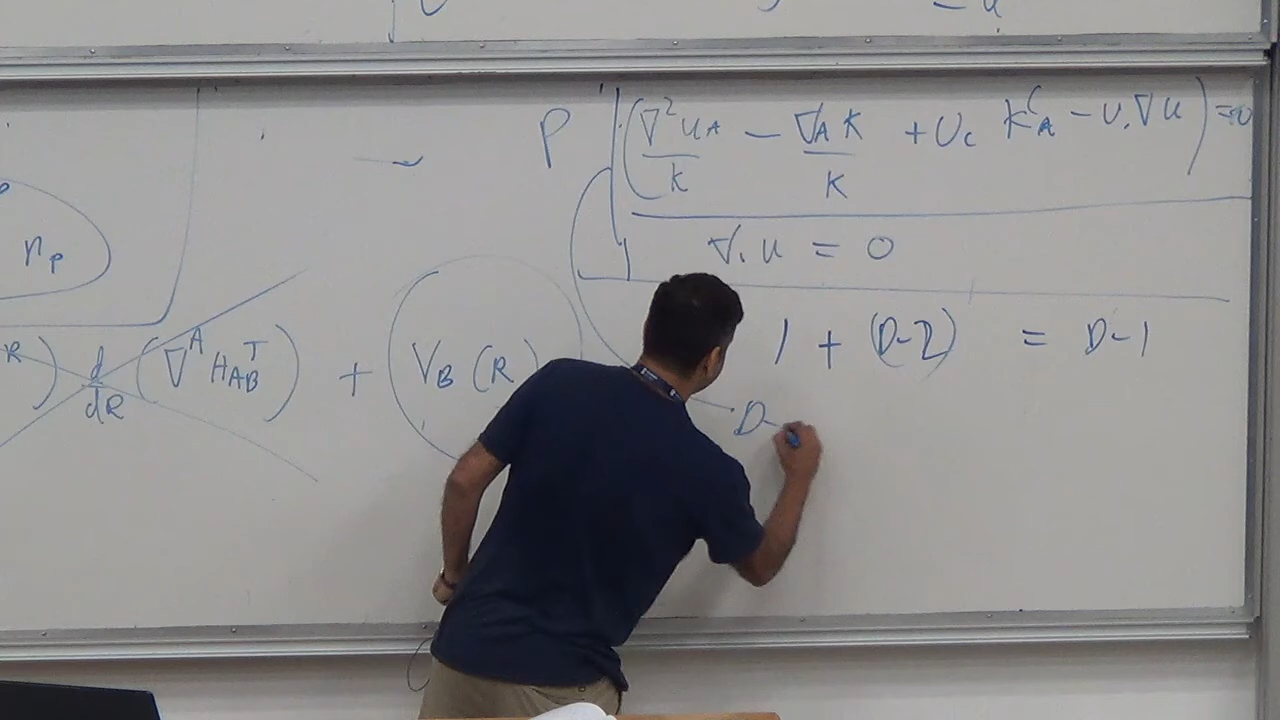 - u
P ( ∇²u_A / K - ∇_A K / K + U_C K^C_A - U.∇U ) = 0
∇.u = 0
n_P
1 + (D-2) = D-1
R ) d/dR ( ∇^A H^T_AB ) + V_B (R)
D-